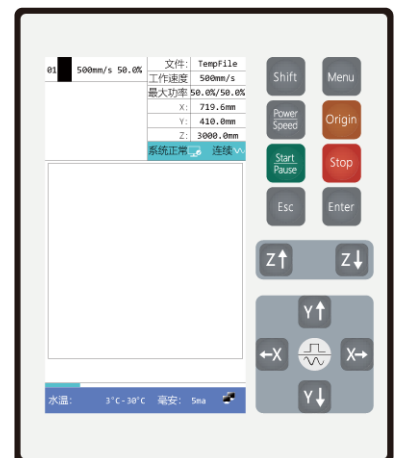 01 500mm/s 50.0%
文件: TempFile
工作速度 500mm/s
最大功率 50.0%/50.0%
X: 719.6mm
Y: 410.0mm
Z: 3000.0mm
系统正常 连续
水温: 3°C-30°C 毫安: 5ma
Shift Menu
Power Speed Origin
Start Pause Stop
Esc Enter
Z↑ Z↓
Y↑
←X X→
Y↓